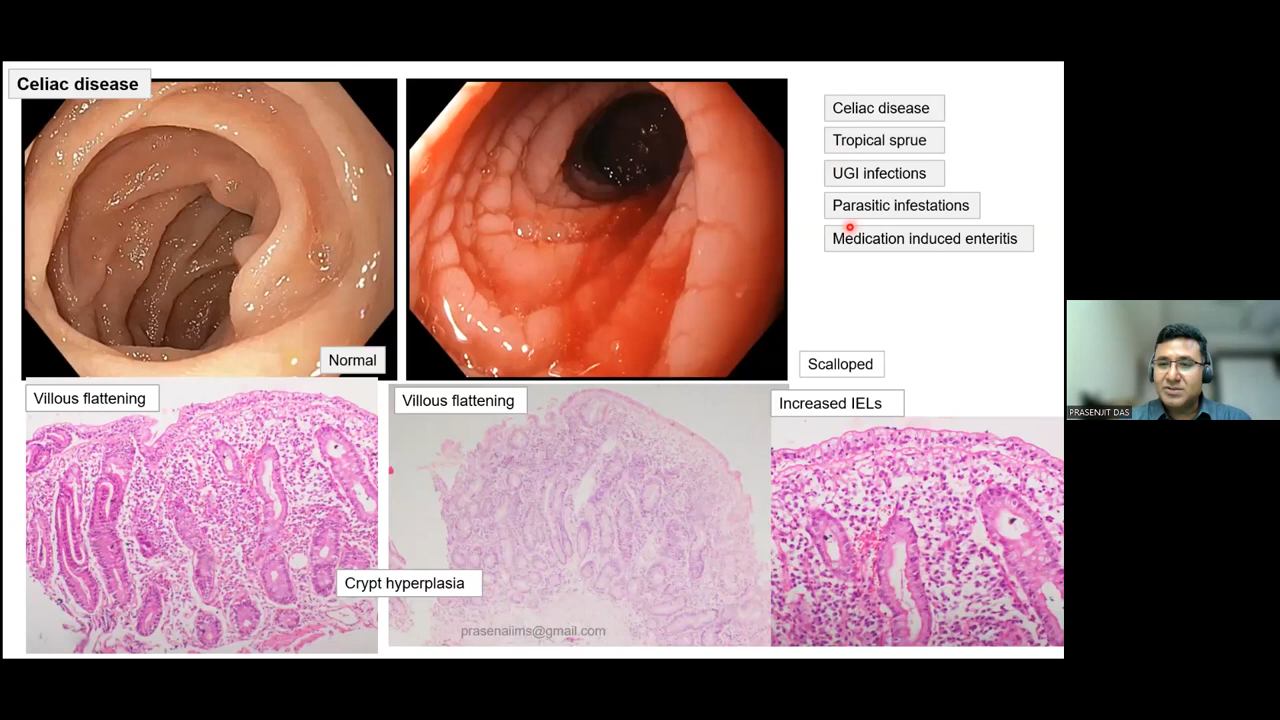 Celiac disease
Normal
Celiac disease
Tropical sprue
UGI infections
Parasitic infestations
Medication induced enteritis
Scalloped
Villous flattening
Villous flattening
Increased IELs
Crypt hyperplasia
prasenaiims@gmail.com
PRASENJIT DAS